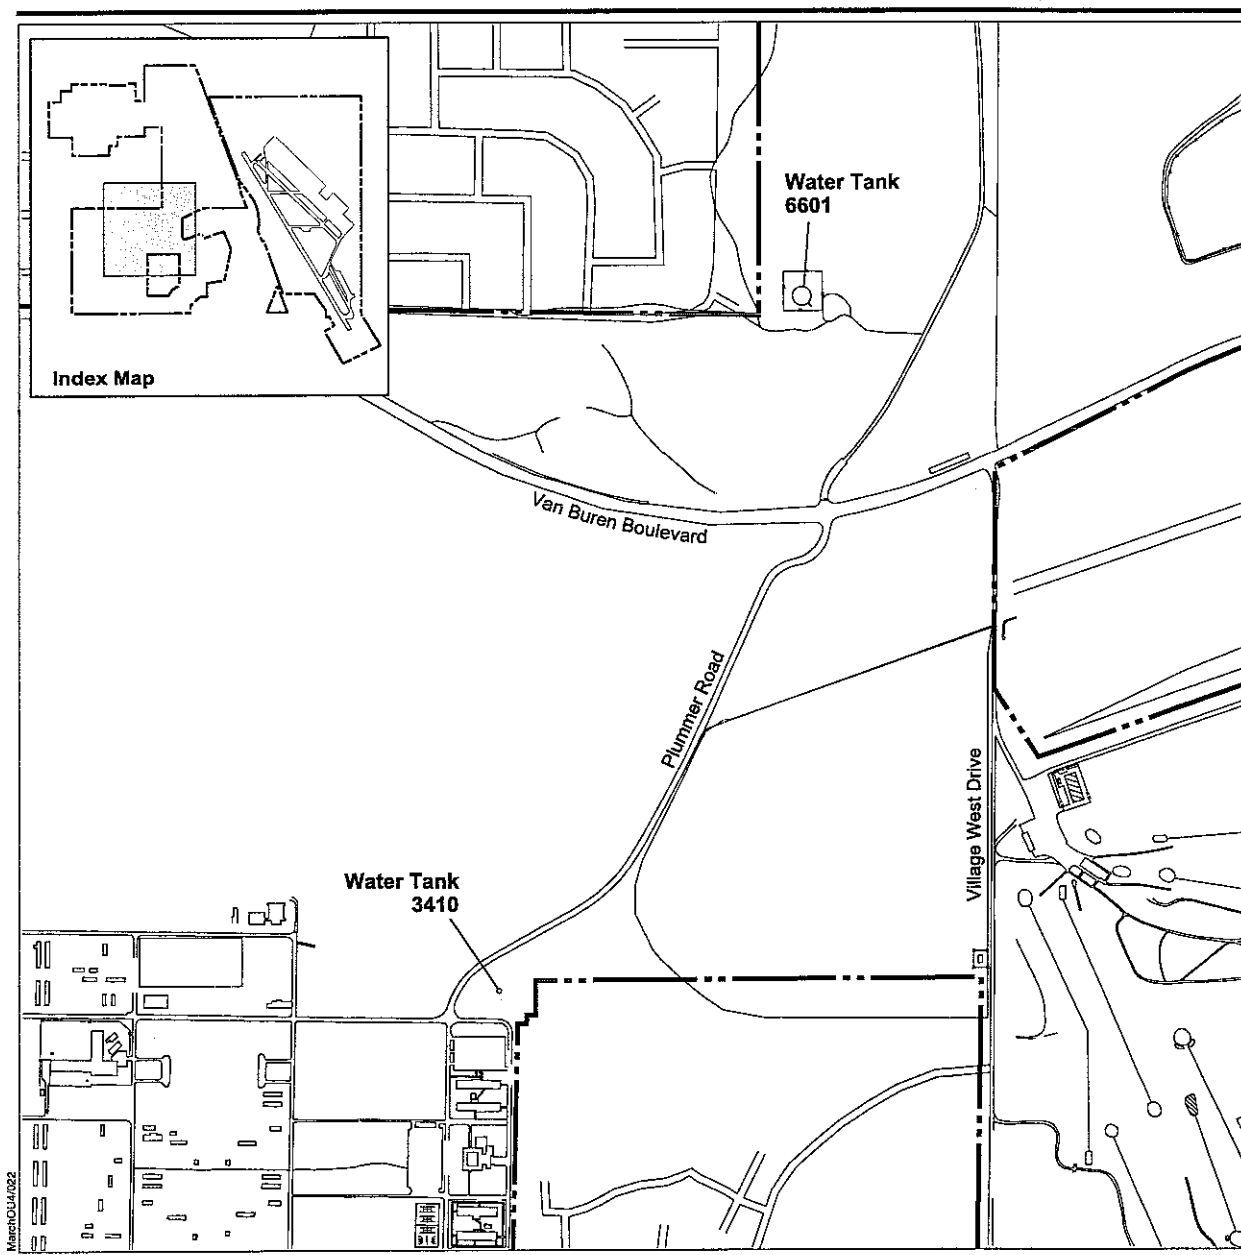 Water Tank
6601
Index Map
Van Buren Boulevard
Plummer Road
Village West Drive
Water Tank
3410
MarchOU4/022